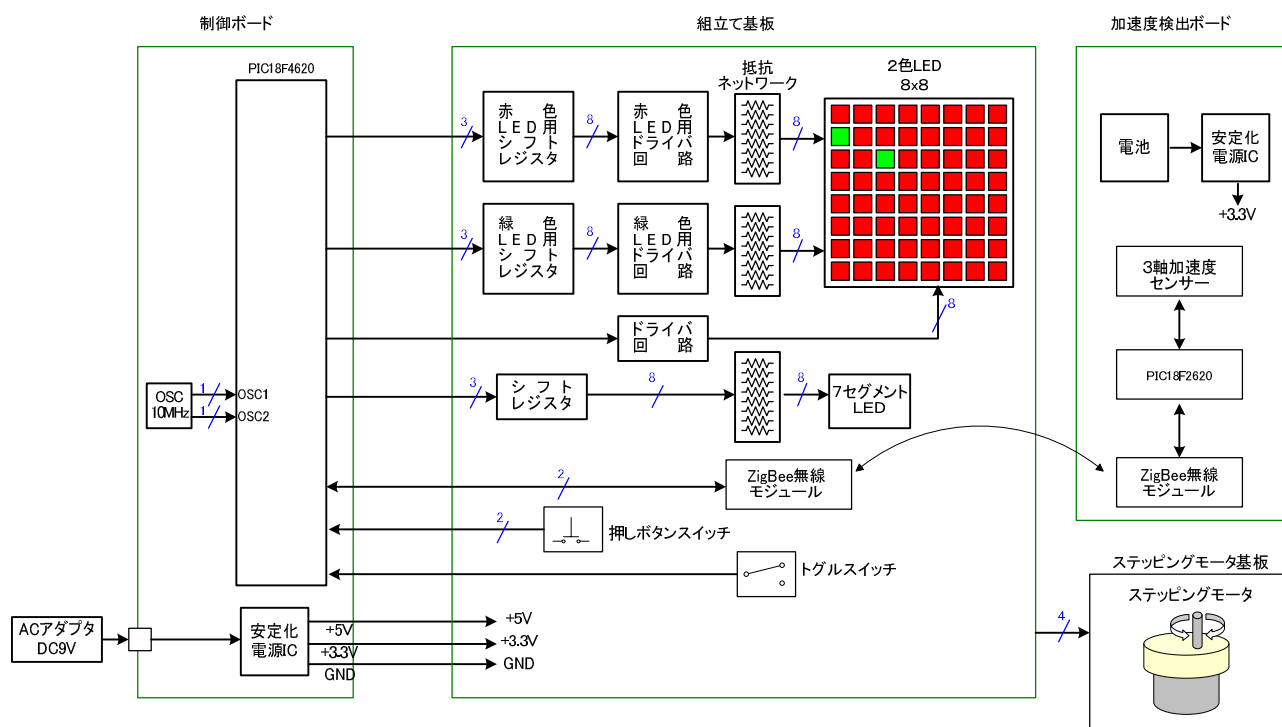 制御ボード
PIC18F4620
OSC
10MHz
1
1
OSC1
OSC2
ACアダプタ
DC9V
安定化
電源IC
+5V
+3.3V
GND
+5V
+3.3V
GND
組立て基板
3
赤色
LED用
シフト
レジスタ
8
赤色
LED用
ドライバ
回路
抵抗
ネットワーク
8
2色LED
8x8
3
緑色
LED用
シフト
レジスタ
8
緑色
LED用
ドライバ
回路
8
ドライバ
回路
8
3
シフト
レジスタ
8
8
7セグメント
LED
2
ZigBee無線
モジュール
2
押しボタンスイッチ
トグルスイッチ
加速度検出ボード
電池
安定化
電源IC
+3.3V
3軸加速度
センサー
PIC18F2620
ZigBee無線
モジュール
4
ステッピングモータ基板
ステッピングモータ